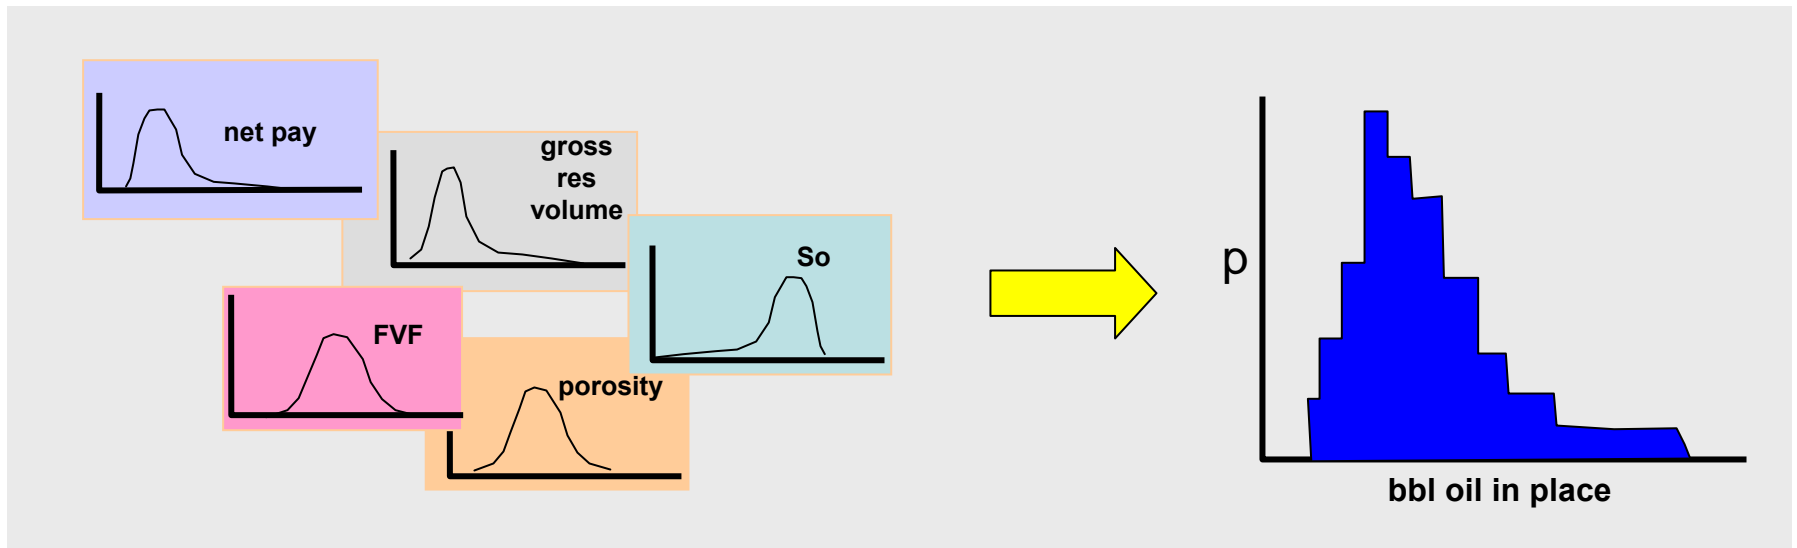 net pay
gross
res
volume
So
FVF
porosity
p
bbl oil in place